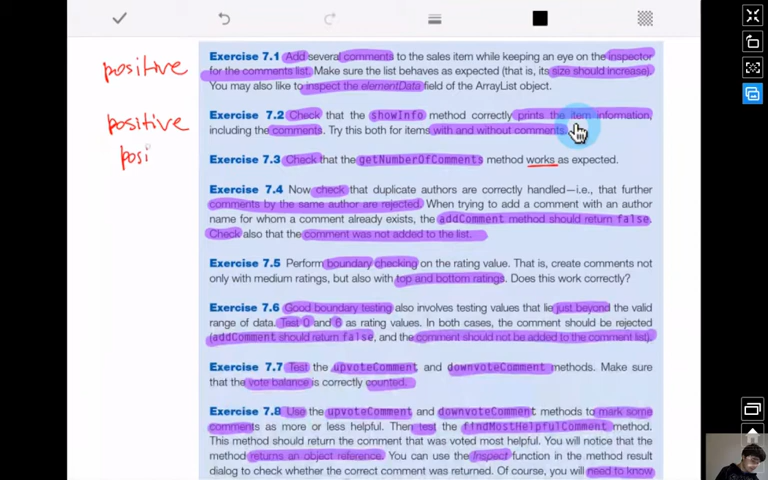 positive
Exercise 7.1 Add several comments to the sales item while keeping an eye on the inspector
for the comments list. Make sure the list behaves as expected (that is, its size should increase).
You may also like to inspect the elementData field of the ArrayList object.
positive
Exercise 7.2 Check that the showInfo method correctly prints the item information,
including the comments. Try this both for items with and without comments.
posi
Exercise 7.3 Check that the getNumberOfComments method works as expected.
Exercise 7.4 Now check that duplicate authors are correctly handled—i.e., that further
comments by the same author are rejected. When trying to add a comment with an author
name for whom a comment already exists, the addComment method should return false.
Check also that the comment was not added to the list.
Exercise 7.5 Perform boundary checking on the rating value. That is, create comments not
only with medium ratings, but also with top and bottom ratings. Does this work correctly?
Exercise 7.6 Good boundary testing also involves testing values that lie just beyond the valid
range of data. Test 0 and 6 as rating values. In both cases, the comment should be rejected
(addComment should return false, and the comment should not be added to the comment list).
Exercise 7.7 Test the upvoteComment and downvoteComment methods. Make sure
that the vote balance is correctly counted.
Exercise 7.8 Use the upvoteComment and downvoteComment methods to mark some
comments as more or less helpful. Then test the findMostHelpfulComment method.
This method should return the comment that was voted most helpful. You will notice that the
method returns an object reference. You can use the Inspect function in the method result
dialog to check whether the correct comment was returned. Of course, you will need to know